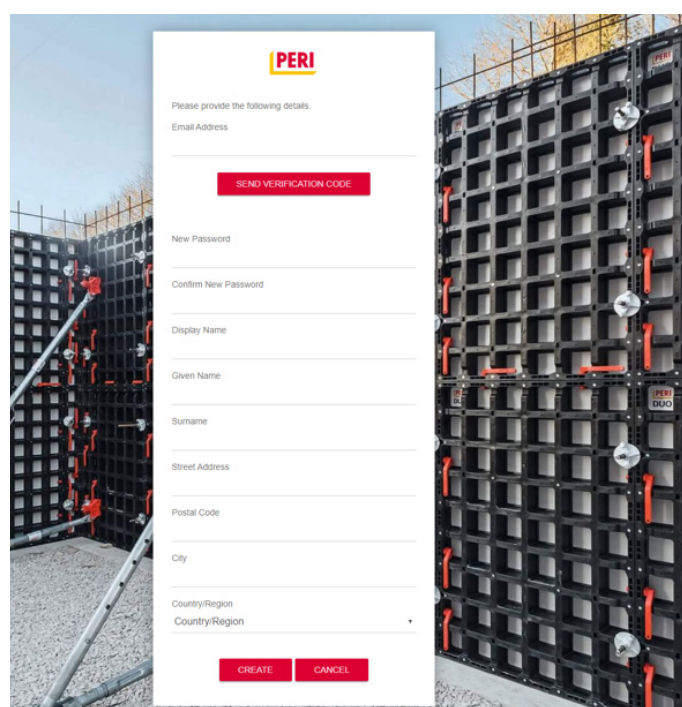 PERI
Please provide the following details.
Email Address
SEND VERIFICATION CODE
New Password
Confirm New Password
Display Name
Given Name
Surname
Street Address
Postal Code
City
Country/Region
Country/Region
CREATE CANCEL
PERI
PERI
DUO